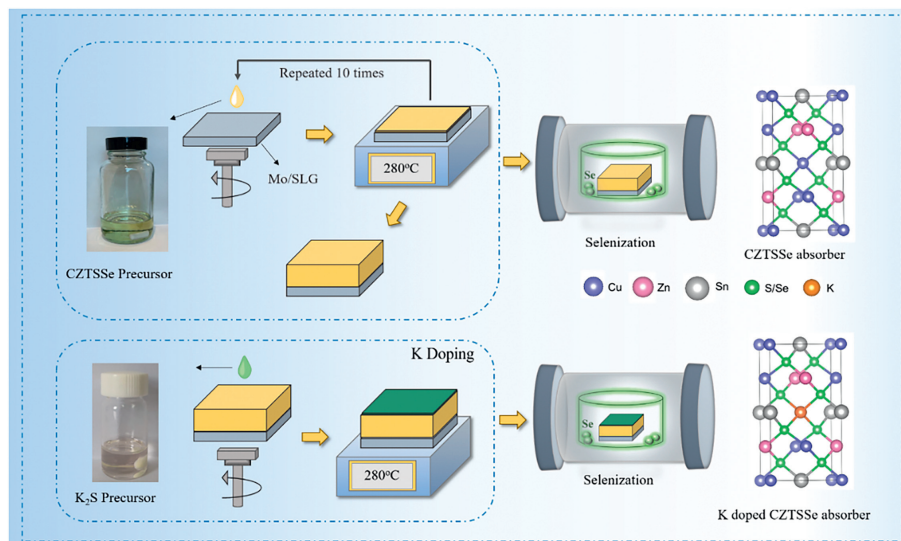 Repeated 10 times
280°C
Mo/SLG
CZTSSe Precursor
Se
Selenization
CZTSSe absorber
Cu
Zn
Sn
S/Se
K
K Doping
280°C
K₂S Precursor
Se
Selenization
K doped CZTSSe absorber